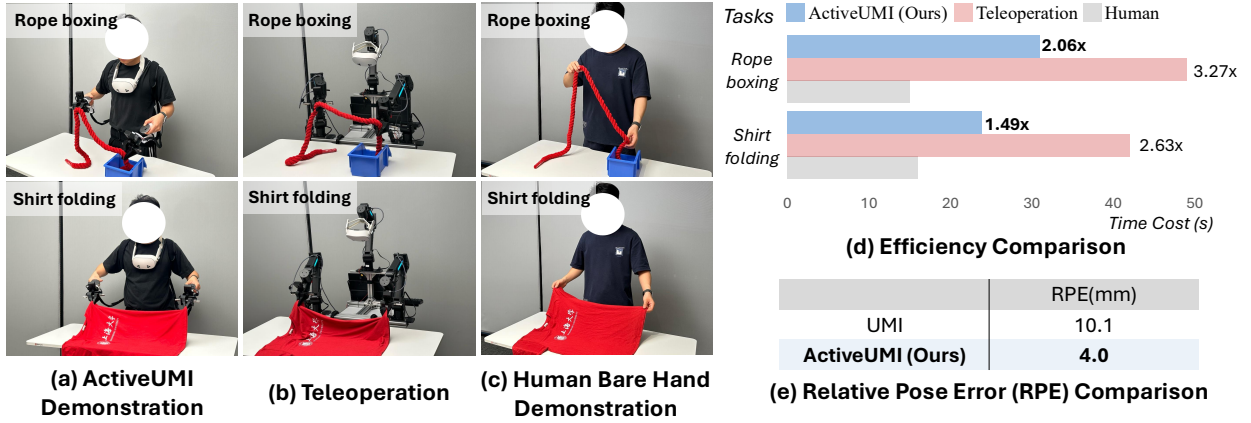 Rope boxing
Rope boxing
Rope boxing
Shirt folding
Shirt folding
Shirt folding
(a) ActiveUMI
Demonstration
(b) Teleoperation
(c) Human Bare Hand
Demonstration
Tasks
ActiveUMI (Ours) Teleoperation Human
Rope
boxing
2.06x
3.27x
Shirt
folding
1.49x
2.63x
0 10 20 30 40 50
Time Cost (s)
(d) Efficiency Comparison
RPE(mm)
UMI 10.1
ActiveUMI (Ours) 4.0
(e) Relative Pose Error (RPE) Comparison